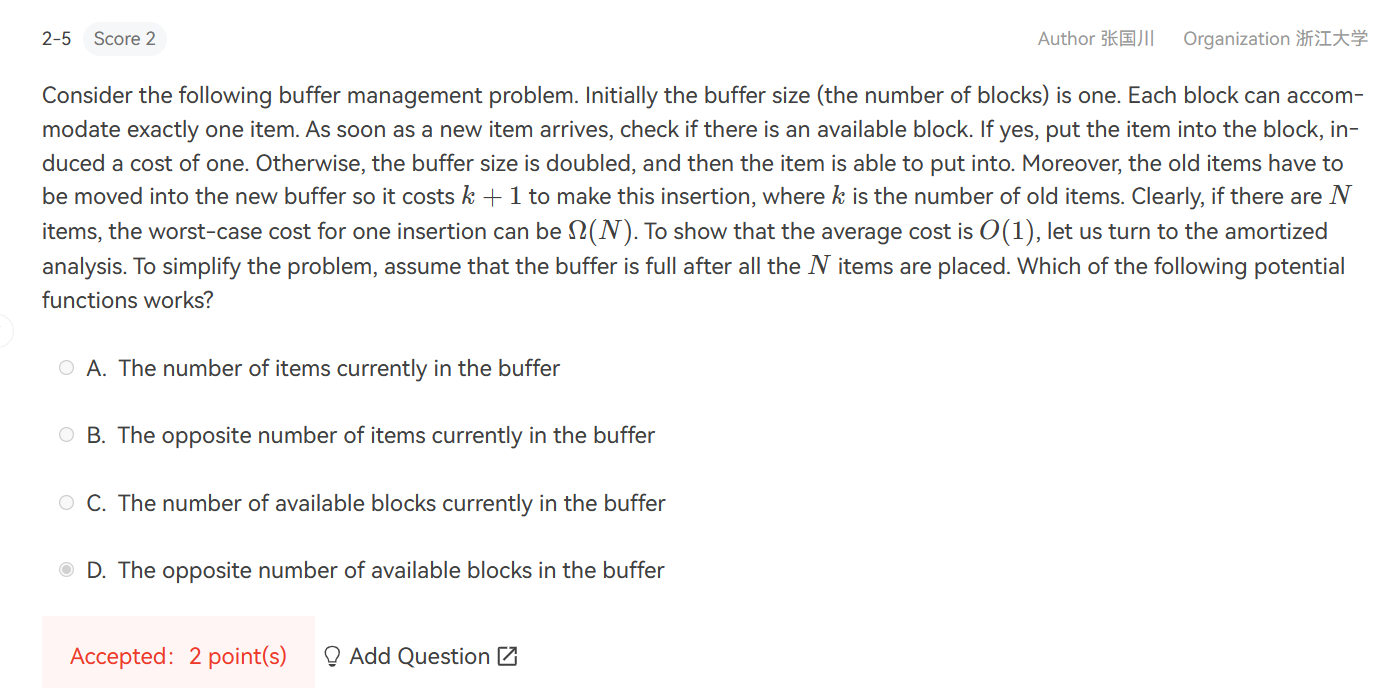 2-5 Score 2 Author 张国川 Organization 浙江大学
Consider the following buffer management problem. Initially the buffer size (the number of blocks) is one. Each block can accom-
modate exactly one item. As soon as a new item arrives, check if there is an available block. If yes, put the item into the block, in-
duced a cost of one. Otherwise, the buffer size is doubled, and then the item is able to put into. Moreover, the old items have to
be moved into the new buffer so it costs k + 1 to make this insertion, where k is the number of old items. Clearly, if there are N
items, the worst-case cost for one insertion can be Ω(N). To show that the average cost is O(1), let us turn to the amortized
analysis. To simplify the problem, assume that the buffer is full after all the N items are placed. Which of the following potential
functions works?
A. The number of items currently in the buffer
B. The opposite number of items currently in the buffer
C. The number of available blocks currently in the buffer
D. The opposite number of available blocks in the buffer
Accepted: 2 point(s) Add Question